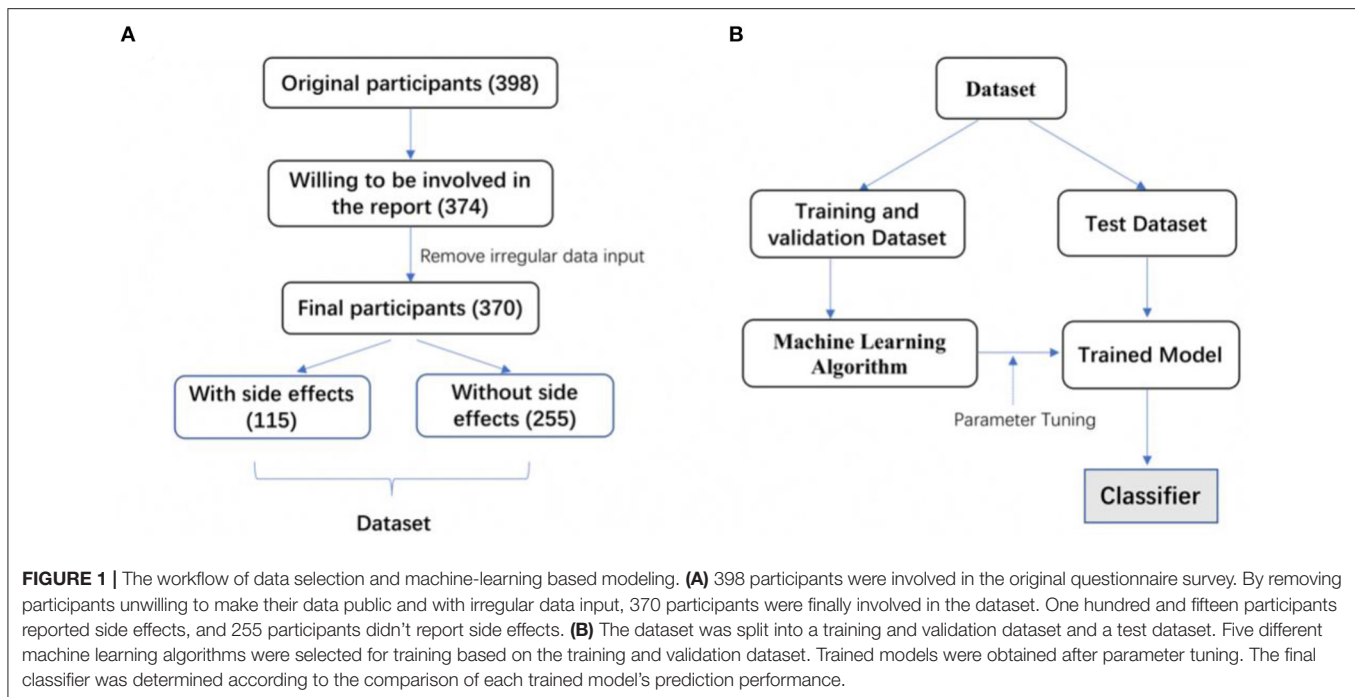 A
Original participants (398)
Willing to be involved in
the report (374)
Remove irregular data input
Final participants (370)
With side effects
(115)
Without side
effects (255)
Dataset
B
Dataset
Training and
validation Dataset
Test Dataset
Machine Learning
Algorithm
Trained Model
Parameter Tuning
Classifier
FIGURE 1 | The workflow of data selection and machine-learning based modeling. (A) 398 participants were involved in the original questionnaire survey. By removing
participants unwilling to make their data public and with irregular data input, 370 participants were finally involved in the dataset. One hundred and fifteen participants
reported side effects, and 255 participants didn't report side effects. (B) The dataset was split into a training and validation dataset and a test dataset. Five different
machine learning algorithms were selected for training based on the training and validation dataset. Trained models were obtained after parameter tuning. The final
classifier was determined according to the comparison of each trained model's prediction performance.